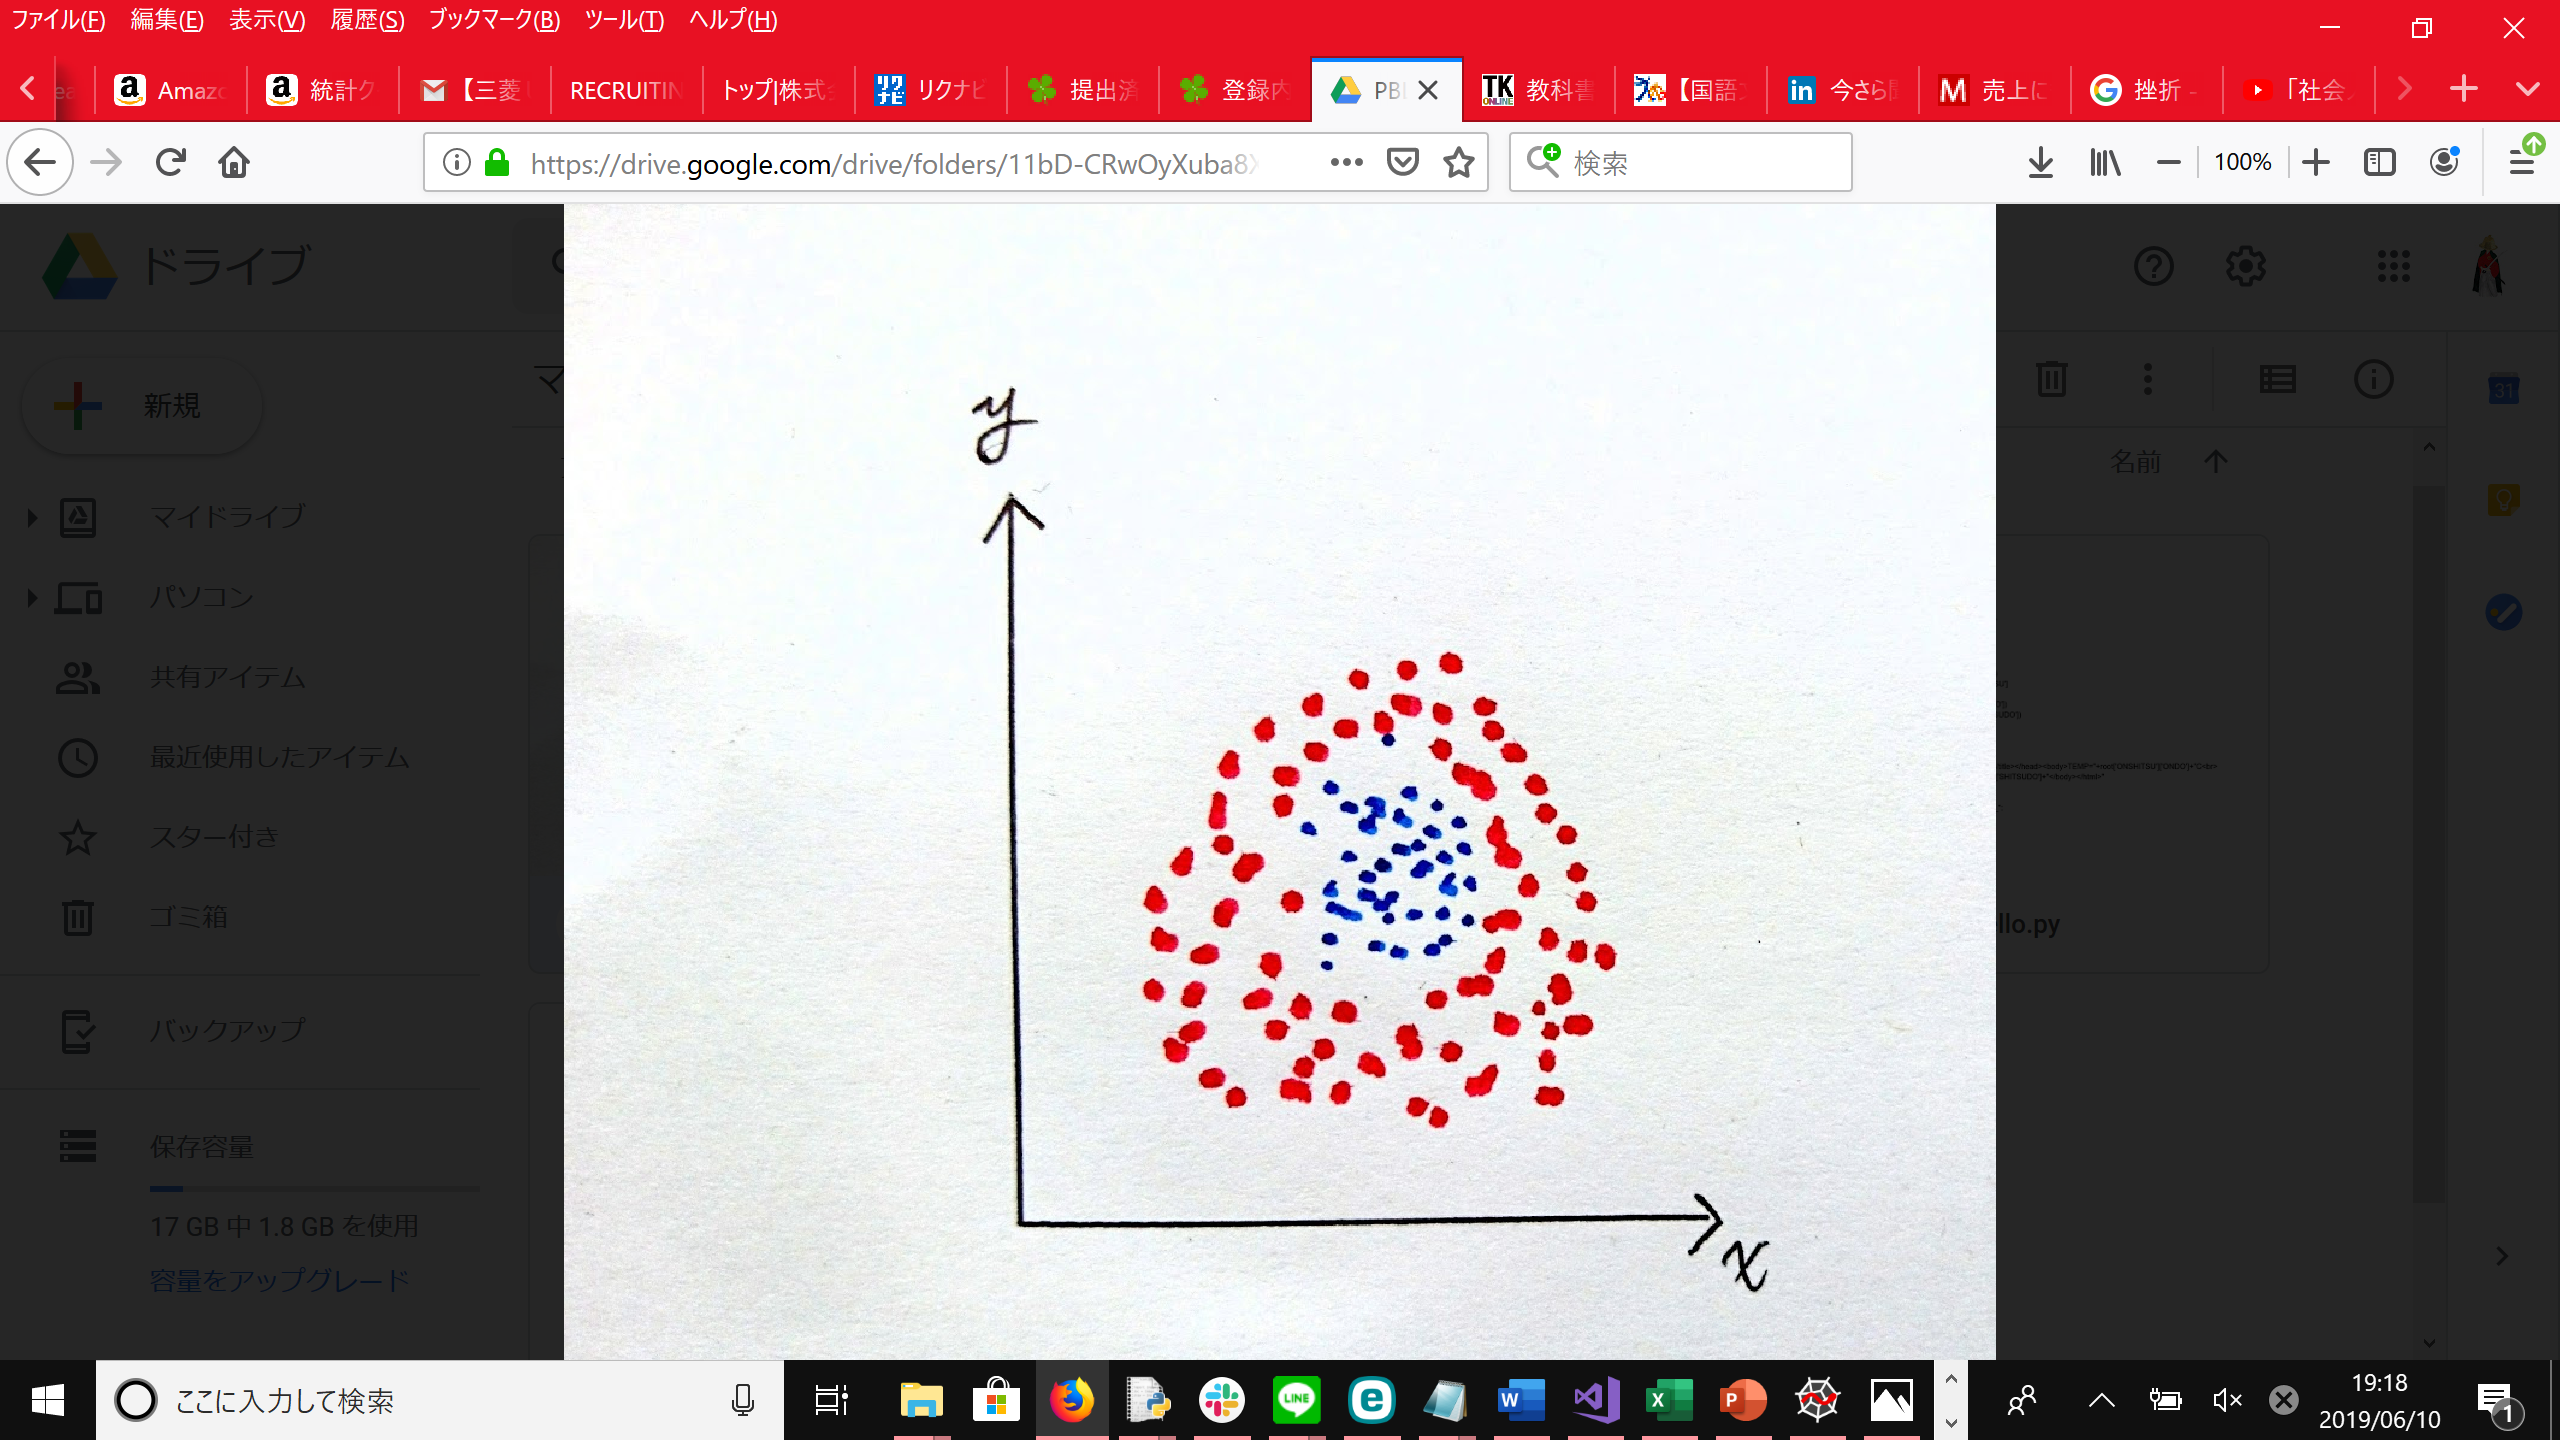 ファイル(F) 編集(E) 表示(V) 履歴(S) ブックマーク(B) ツール(T) ヘルプ(H)
Amazo 統計ク 【三菱 RECRUITIN トップ|株式会 リクナビ 提出済 登録内 PB 教科書 【国語 今さら 売上に 挫折 - 「社会
https://drive.google.com/drive/folders/11bD-CRwOyXuba8X
検索
100%
ドライブ
新規
マ
マイドライブ
パソコン
共有アイテム
最近使用したアイテム
スター付き
ゴミ箱
バックアップ
保存容量
17 GB 中 1.8 GB を使用
容量をアップグレード
y
x
名前
31
llo.py
ここに入力して検索
19:18
2019/06/10
1